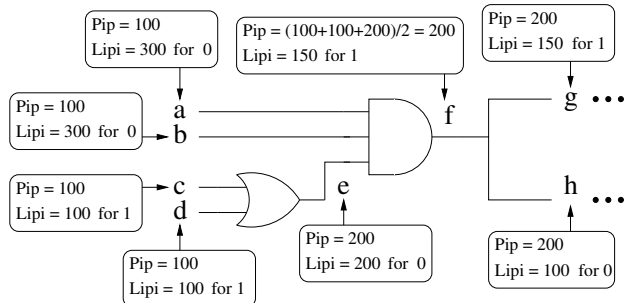 Pip = 100
Lipi = 300 for 0
Pip = (100+100+200)/2 = 200
Lipi = 150 for 1
Pip = 200
Lipi = 150 for 1
a
f
g •••
Pip = 100
Lipi = 300 for 0
b
Pip = 100
Lipi = 100 for 1
c
d
e
h •••
Pip = 100
Lipi = 100 for 1
Pip = 200
Lipi = 200 for 0
Pip = 200
Lipi = 100 for 0